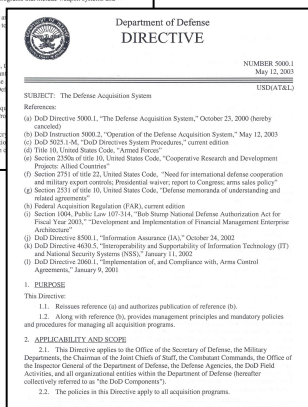 Department of Defense
DIRECTIVE
NUMBER 5000.1
May 12, 2003
USD(AT&L)
SUBJECT: The Defense Acquisition System
References:
(a) DoD Directive 5000.1, "The Defense Acquisition System," October 23, 2000 (hereby
canceled)
(b) DoD Instruction 5000.2, "Operation of the Defense Acquisition System," May 12, 2003
(c) DoD 5025.1-M, "DoD Directives System Procedures," current edition
(d) Title 10, United States Code, "Armed Forces"
(e) Section 2350a of title 10, United States Code, "Cooperative Research and Development
Projects: Allied Countries"
(f) Section 2751 of title 22, United States Code, "Need for international defense cooperation
and military export controls; Presidential waiver; report to Congress; arms sales policy"
(g) Section 2531 of title 10, United States Code, "Defense memoranda of understanding and
related agreements"
(h) Federal Acquisition Regulation (FAR), current edition
(i) Section 1004, Public Law 107-314, "Bob Stump National Defense Authorization Act for
Fiscal Year 2003," "Development and Implementation of Financial Management Enterprise
Architecture"
(j) DoD Directive 8500.1, "Information Assurance (IA)," October 24, 2002
(k) DoD Directive 4630.5, "Interoperability and Supportability of Information Technology (IT)
and National Security Systems (NSS)," January 11, 2002
(l) DoD Directive 2060.1, "Implementation of, and Compliance with, Arms Control
Agreements," January 9, 2001
1. PURPOSE
This Directive:
1.1. Reissues reference (a) and authorizes publication of reference (b).
1.2. Along with reference (b), provides management principles and mandatory policies
and procedures for managing all acquisition programs.
2. APPLICABILITY AND SCOPE
2.1. This Directive applies to the Office of the Secretary of Defense, the Military
Departments, the Chairman of the Joint Chiefs of Staff, the Combatant Commands, the Office of
the Inspector General of the Department of Defense, the Defense Agencies, the DoD Field
Activities, and all organizational entities within the Department of Defense (hereafter
collectively referred to as "the DoD Components").
2.2. The policies in this Directive apply to all acquisition programs.